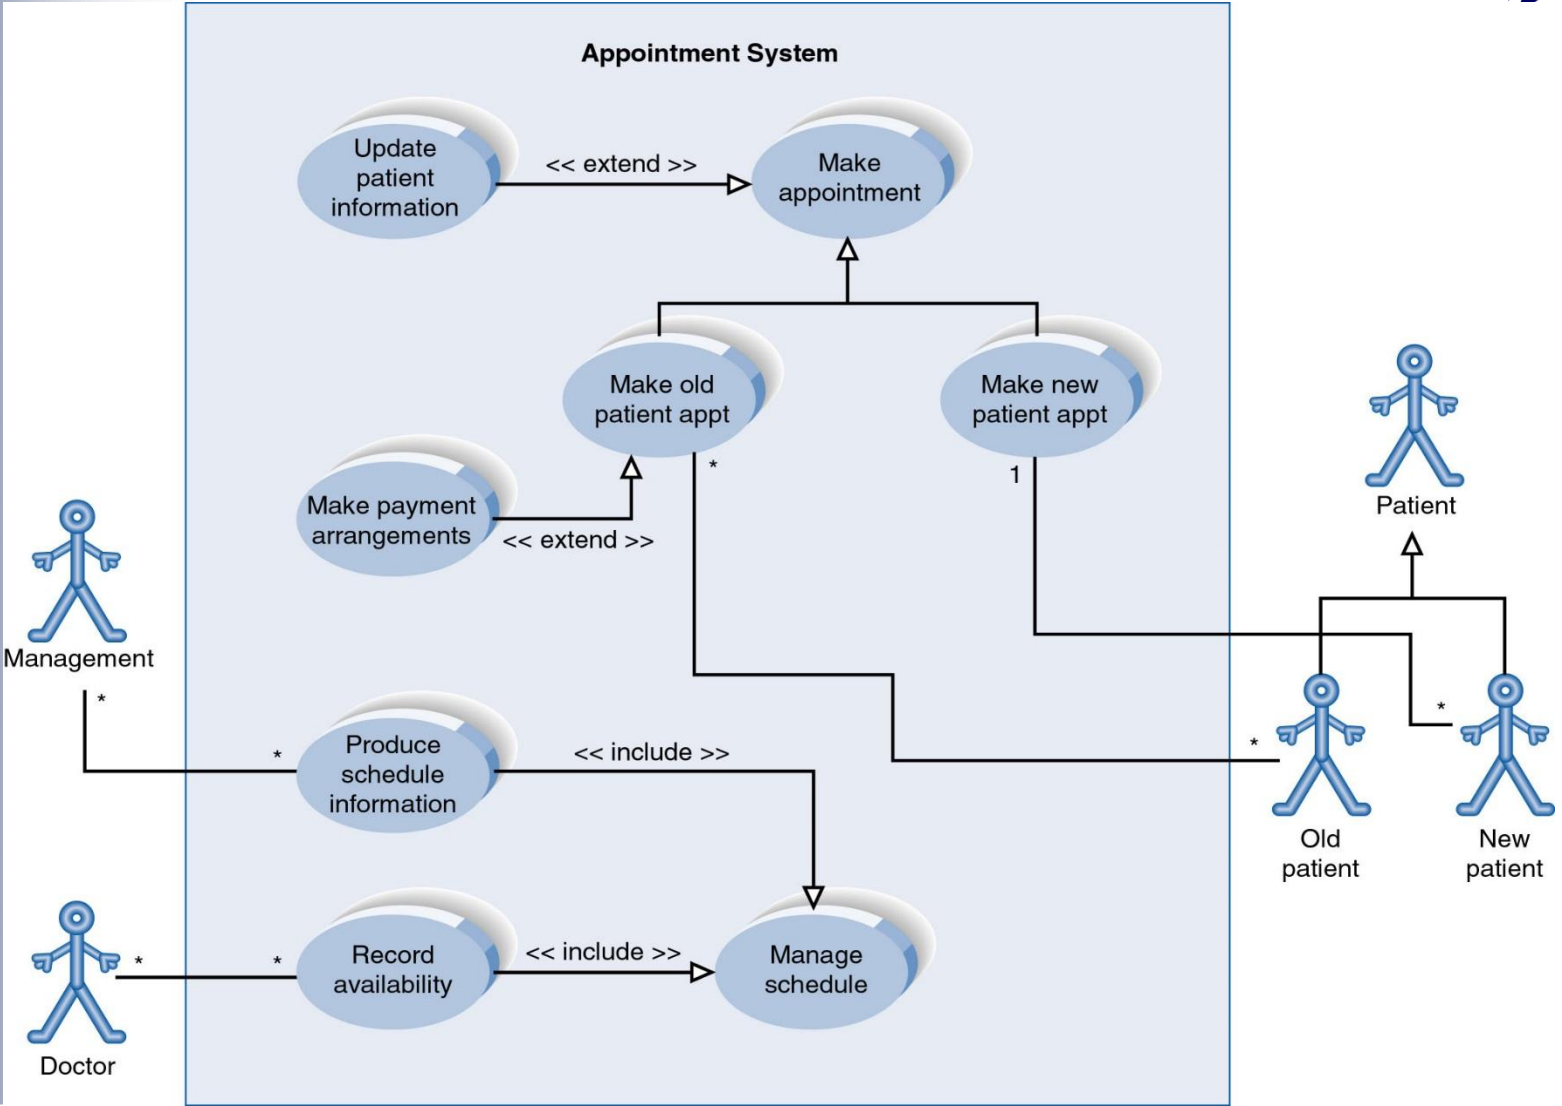 Appointment System
Update
patient
information
<< extend >>
Make
appointment
Make old
patient appt
*
Make new
patient appt
1
Make payment
arrangements
<< extend >>
Patient
Management
*
*
Produce
schedule
information
<< include >>
*
*
Old
patient
New
patient
Doctor
*
*
Record
availability
<< include >>
Manage
schedule